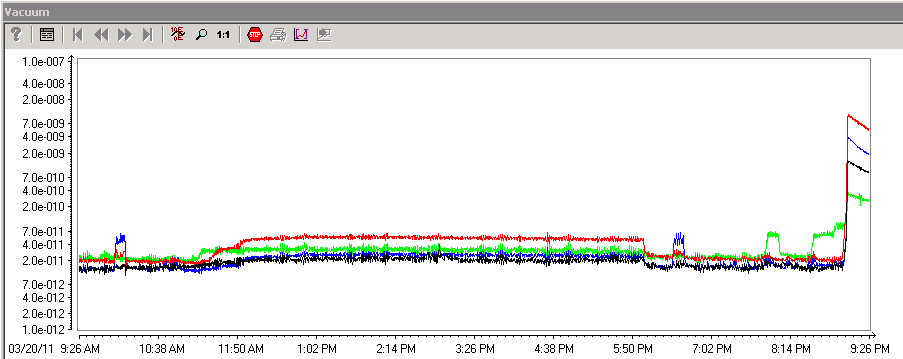 Vacuum
? 10E 0E 1:1 STOP
1.0e-007
4.0e-008
2.0e-008
7.0e-009
4.0e-009
2.0e-009
7.0e-010
4.0e-010
2.0e-010
7.0e-011
4.0e-011
2.0e-011
7.0e-012
4.0e-012
2.0e-012
1.0e-012
03/20/11 9:26 AM 10:38 AM 11:50 AM 1:02 PM 2:14 PM 3:26 PM 4:38 PM 5:50 PM 7:02 PM 8:14 PM 9:26 PM